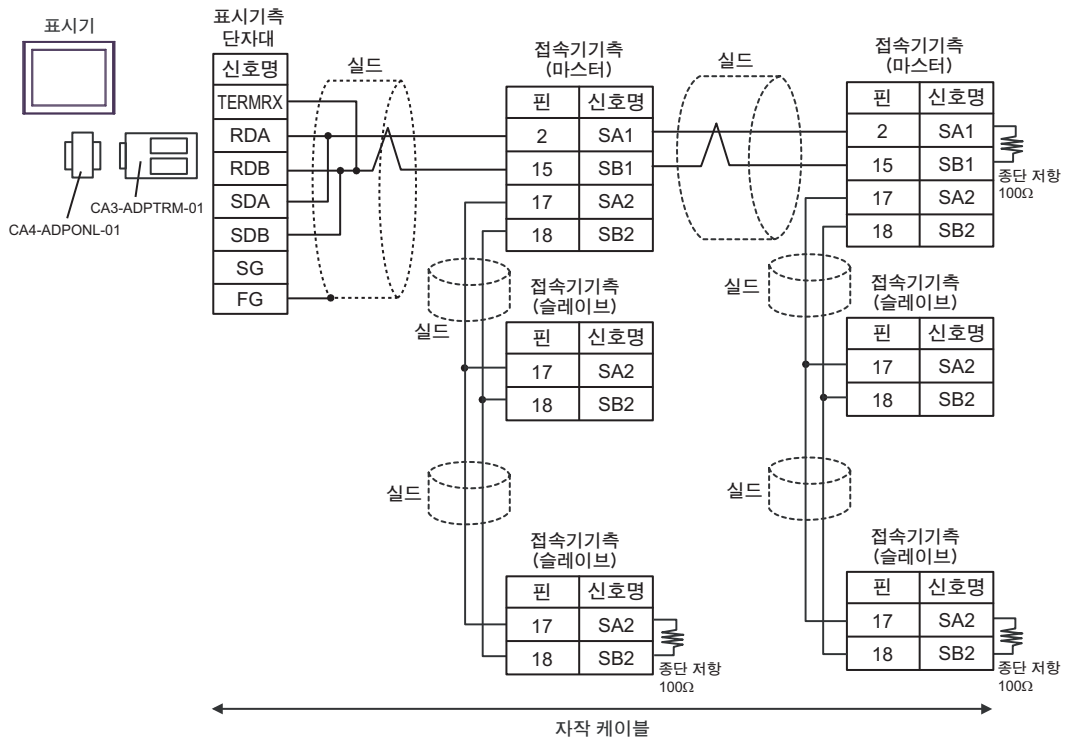 표시기
CA3-ADPTRM-01
CA4-ADPONL-01
표시기측
단자대
신호명
TERMRX
RDA
RDB
SDA
SDB
SG
FG
실드
접속기기측
(마스터)
핀 신호명
2 SA1
15 SB1
17 SA2
18 SB2
실드
접속기기측
(마스터)
핀 신호명
2 SA1
15 SB1
17 SA2
18 SB2
종단 저항
100Ω
실드
접속기기측
(슬레이브)
핀 신호명
17 SA2
18 SB2
실드
접속기기측
(슬레이브)
핀 신호명
17 SA2
18 SB2
실드
접속기기측
(슬레이브)
핀 신호명
17 SA2
18 SB2
종단 저항
100Ω
실드
접속기기측
(슬레이브)
핀 신호명
17 SA2
18 SB2
종단 저항
100Ω
자작 케이블